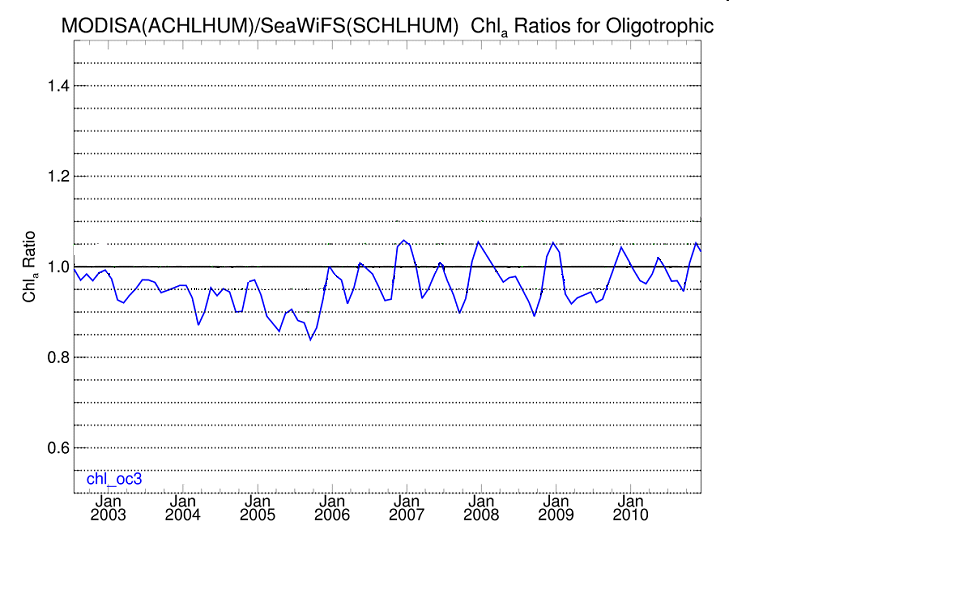 MODISA(ACHLHUM)/SeaWiFS(SCHLHUM) Chla Ratios for Oligotrophic
1.4
1.2
1.0
0.8
0.6
Chla Ratio
chl_oc3
Jan Jan Jan Jan Jan Jan Jan Jan
2003 2004 2005 2006 2007 2008 2009 2010